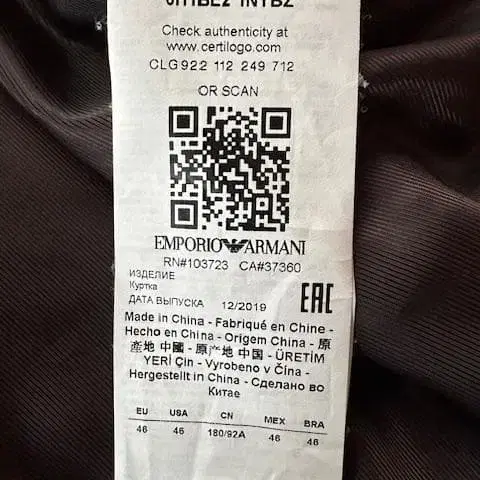 Check authenticity at
www.certilogo.com
CLG 922 112 249 712
OR SCAN
EMPORIO ARMANI
RN#103723 CA#37360
ИЗДЕЛИЕ
Куртка
ДАТА ВЫПУСКА 12/2019
EAC
Made in China - Fabriqué en Chine -
Hecho en China - Origem China - 原
產地 中國 - 原产地 中国 - ÜRETİM
YERİ Çin - Vyrobeno v Čína -
Hergestellt in China - Сделано во
Китае
EU USA CN MEX BRA
46 46 180/92A 46 46